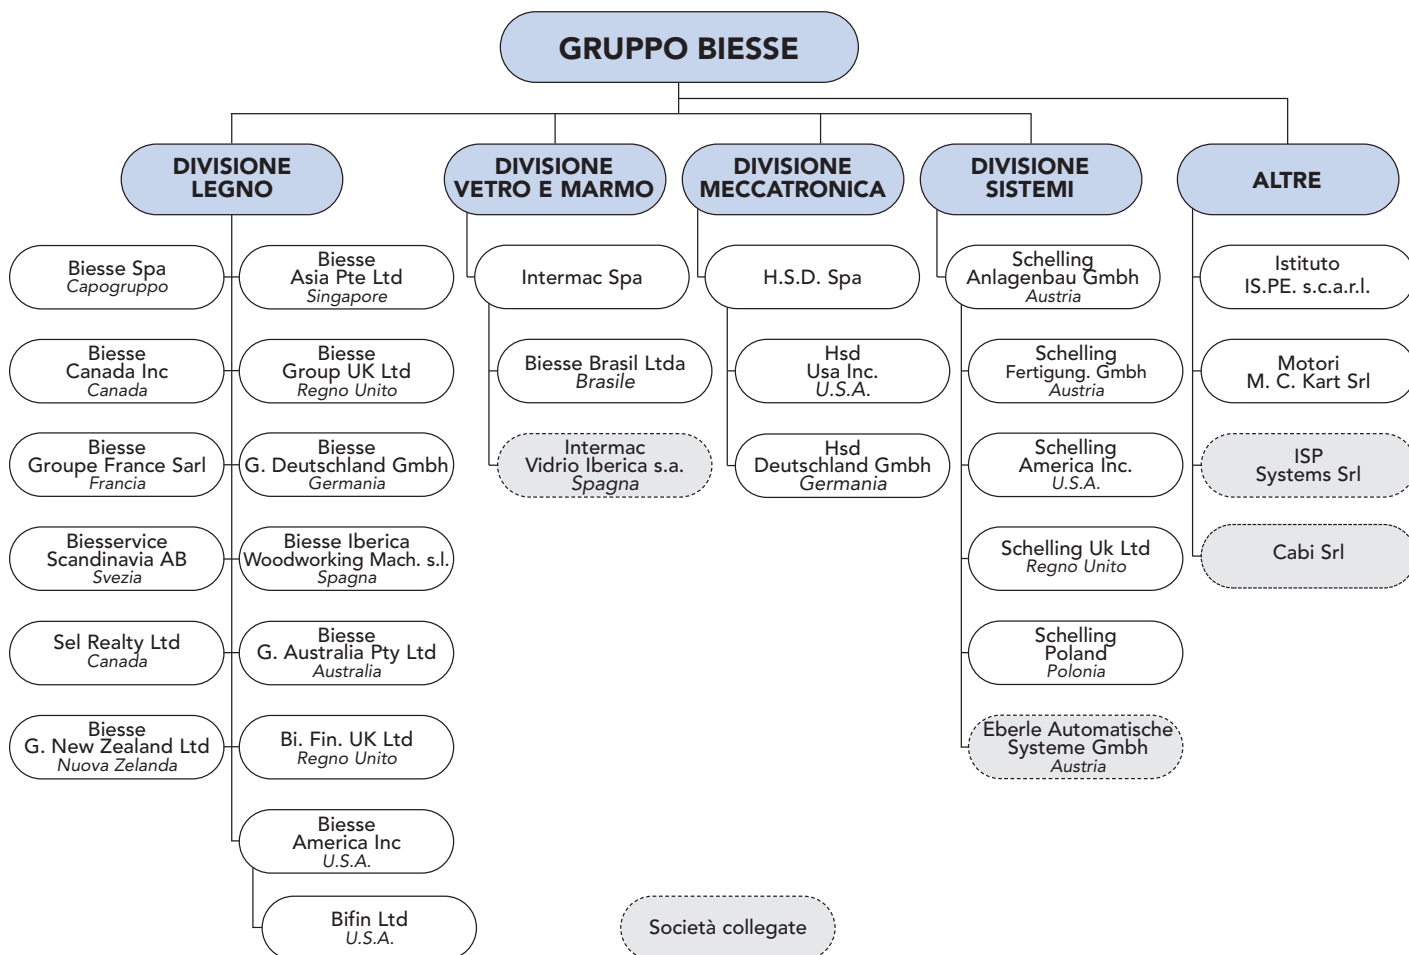 GRUPPO BIESSE
DIVISIONE
LEGNO
DIVISIONE
VETRO E MARMO
DIVISIONE
MECCATRONICA
DIVISIONE
SISTEMI
ALTRE
Biesse Spa
Capogruppo
Biesse
Asia Pte Ltd
Singapore
Intermac Spa
H.S.D. Spa
Schelling
Anlagenbau Gmbh
Austria
Istituto
IS.PE. s.c.a.r.l.
Biesse
Canada Inc
Canada
Biesse
Group UK Ltd
Regno Unito
Biesse Brasil Ltda
Brasile
Hsd
Usa Inc.
U.S.A.
Schelling
Fertigung. Gmbh
Austria
Motori
M. C. Kart Srl
Biesse
Groupe France Sarl
Francia
Biesse
G. Deutschland Gmbh
Germania
Intermac
Vidrio Iberica s.a.
Spagna
Hsd
Deutschland Gmbh
Germania
Schelling
America Inc.
U.S.A.
ISP
Systems Srl
Biesservice
Scandinavia AB
Svezia
Biesse Iberica
Woodworking Mach. s.l.
Spagna
Schelling Uk Ltd
Regno Unito
Cabi Srl
Sel Realty Ltd
Canada
Biesse
G. Australia Pty Ltd
Australia
Schelling
Poland
Polonia
Biesse
G. New Zealand Ltd
Nuova Zelanda
Bi. Fin. UK Ltd
Regno Unito
Eberle Automatische
Systeme Gmbh
Austria
Biesse
America Inc
U.S.A.
Bifin Ltd
U.S.A.
Società collegate